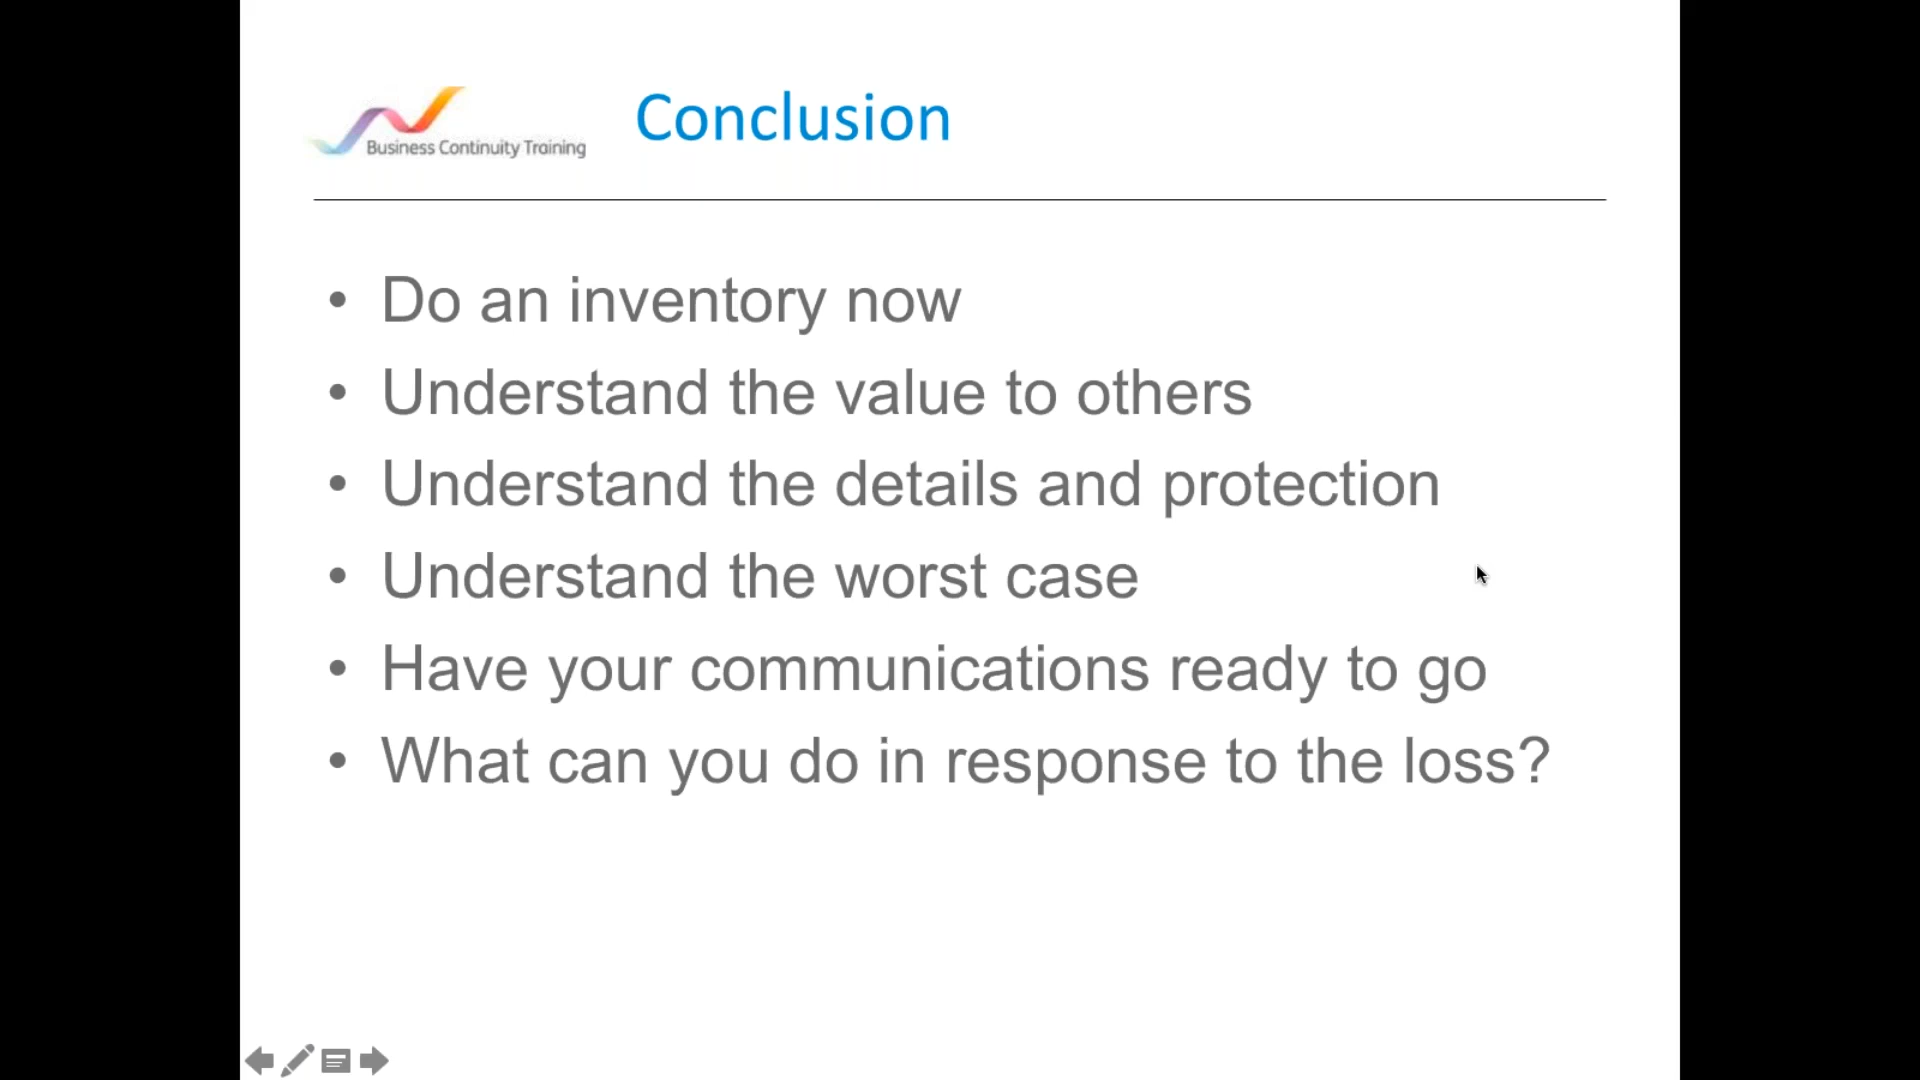 Business Continuity Training
Conclusion
• Do an inventory now
• Understand the value to others
• Understand the details and protection
• Understand the worst case
• Have your communications ready to go
• What can you do in response to the loss?